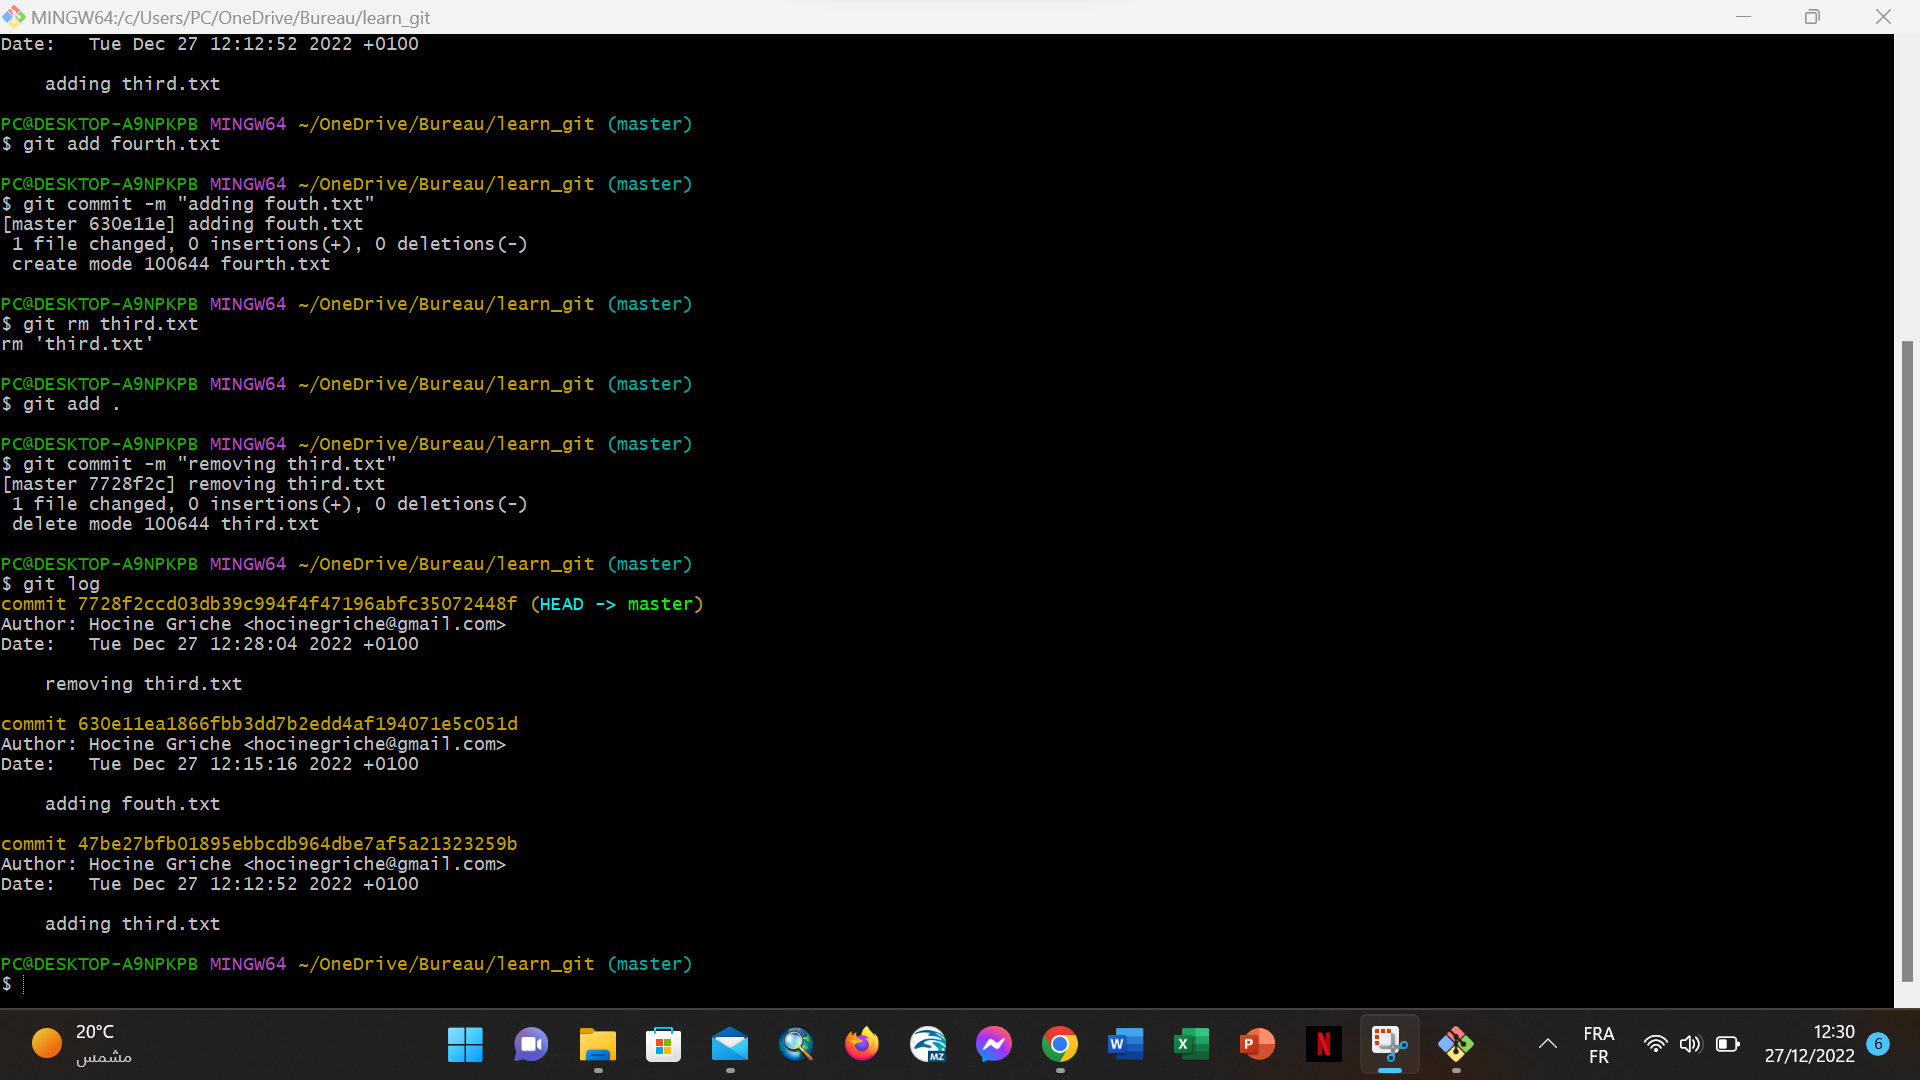 MINGW64:/c/Users/PC/OneDrive/Bureau/learn_git
Date:   Tue Dec 27 12:12:52 2022 +0100
    adding third.txt
PC@DESKTOP-A9NPKPB MINGW64 ~/OneDrive/Bureau/learn_git (master)
$ git add fourth.txt
PC@DESKTOP-A9NPKPB MINGW64 ~/OneDrive/Bureau/learn_git (master)
$ git commit -m "adding fouth.txt"
[master 630e11e] adding fouth.txt
 1 file changed, 0 insertions(+), 0 deletions(-)
 create mode 100644 fourth.txt
PC@DESKTOP-A9NPKPB MINGW64 ~/OneDrive/Bureau/learn_git (master)
$ git rm third.txt
rm 'third.txt'
PC@DESKTOP-A9NPKPB MINGW64 ~/OneDrive/Bureau/learn_git (master)
$ git add .
PC@DESKTOP-A9NPKPB MINGW64 ~/OneDrive/Bureau/learn_git (master)
$ git commit -m "removing third.txt"
[master 7728f2c] removing third.txt
 1 file changed, 0 insertions(+), 0 deletions(-)
 delete mode 100644 third.txt
PC@DESKTOP-A9NPKPB MINGW64 ~/OneDrive/Bureau/learn_git (master)
$ git log
commit 7728f2ccd03db39c994f4f47196abfc35072448f (HEAD -> master)
Author: Hocine Griche <hocinegriche@gmail.com>
Date:   Tue Dec 27 12:28:04 2022 +0100
    removing third.txt
commit 630e11ea1866fbb3dd7b2edd4af194071e5c051d
Author: Hocine Griche <hocinegriche@gmail.com>
Date:   Tue Dec 27 12:15:16 2022 +0100
    adding fouth.txt
commit 47be27bfb01895ebbcdb964dbe7af5a21323259b
Author: Hocine Griche <hocinegriche@gmail.com>
Date:   Tue Dec 27 12:12:52 2022 +0100
    adding third.txt
PC@DESKTOP-A9NPKPB MINGW64 ~/OneDrive/Bureau/learn_git (master)
$
20°C
مشمس
MZ
W
X
P
N
FRA
FR
12:30
27/12/2022
6